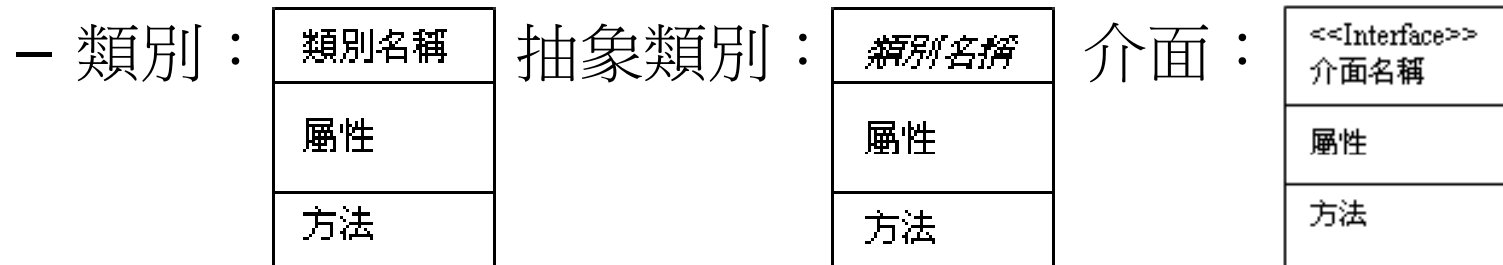 – 類別：
類別名稱
屬性
方法
抽象類別：
類別名稱
屬性
方法
介面：
<<Interface>>
介面名稱
屬性
方法